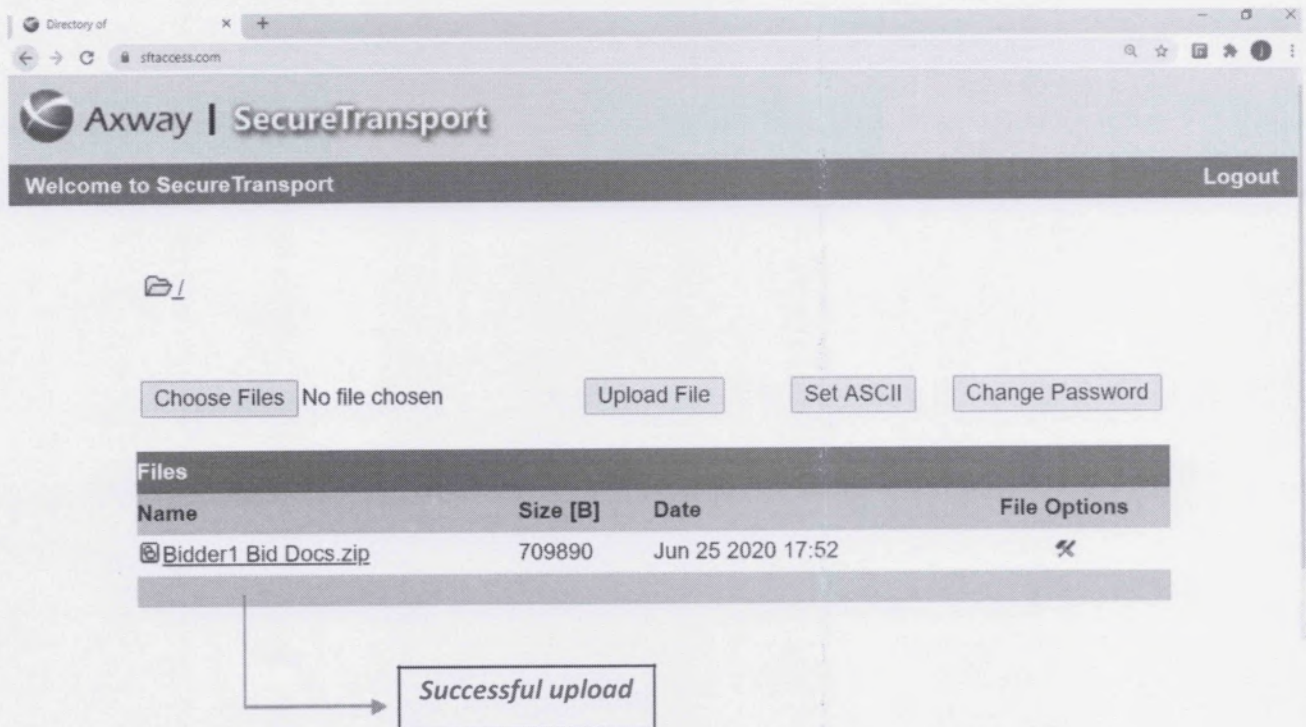 Directory of
sftaccess.com
Axway | SecureTransport
Welcome to SecureTransport Logout
/
Choose Files No file chosen Upload File Set ASCII Change Password
Files
Name Size [B] Date File Options
Bidder1 Bid Docs.zip 709890 Jun 25 2020 17:52
Successful upload